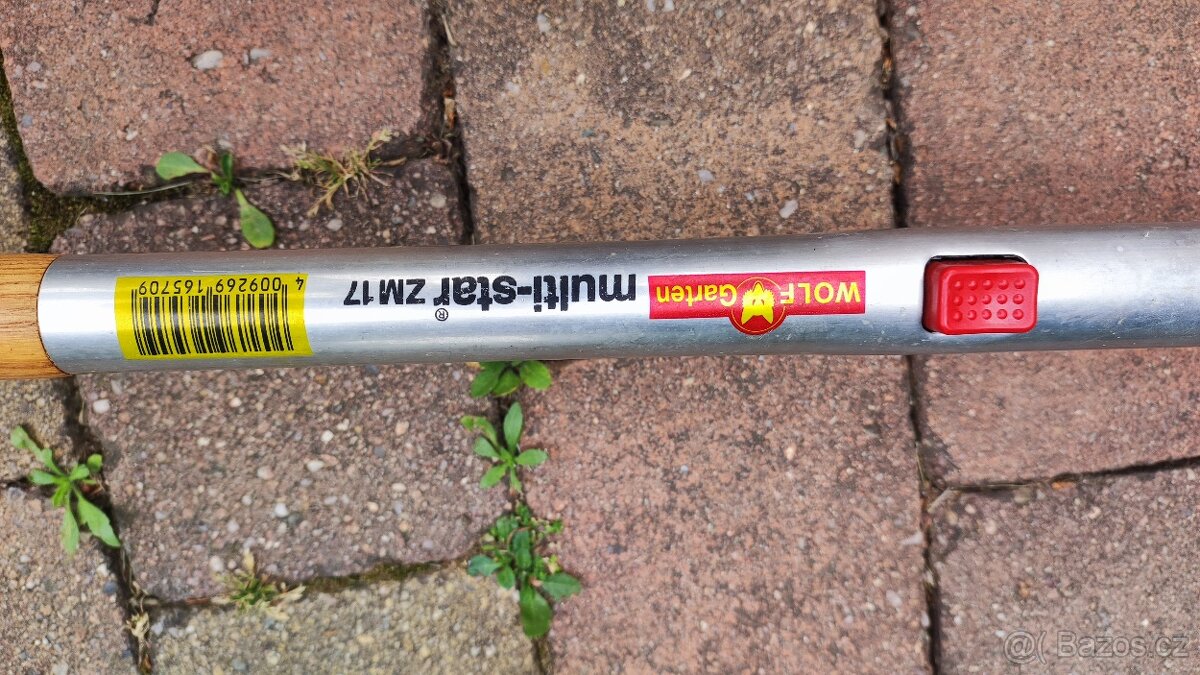 WOLF Garten
multi-star® ZM 17
4 009269 165709
Bazos.cz